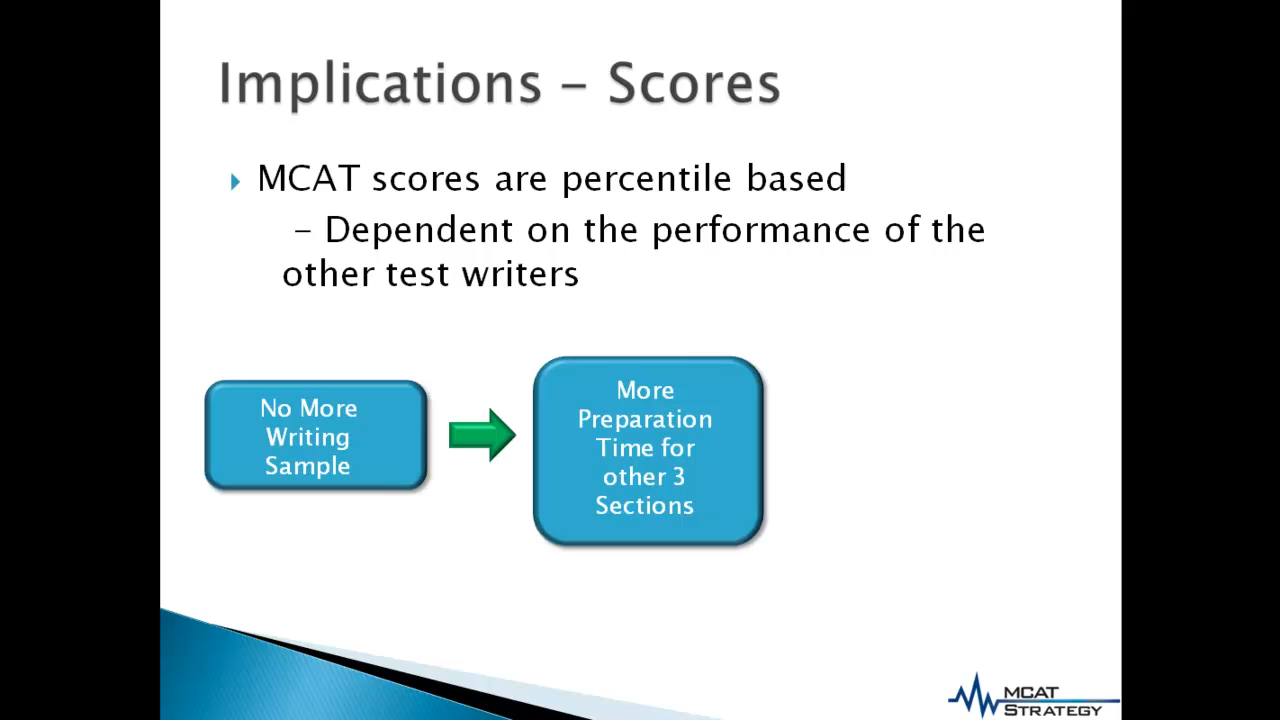 Implications – Scores
MCAT scores are percentile based
– Dependent on the performance of the
other test writers
No More
Writing
Sample
More
Preparation
Time for
other 3
Sections
MCAT
STRATEGY